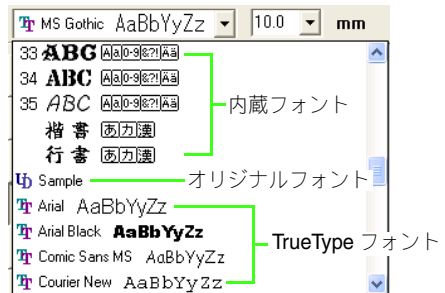 MS Gothic AaBbYyZz 10.0 mm
33 ABC Aa 0-9 &?! Ää
34 ABC Aa 0-9 &?! Ää
35 ABC Aa 0-9 &?! Ää
内蔵フォント
楷書 あ カ 漢
行書 あ カ 漢
Sample オリジナルフォント
Arial AaBbYyZz
Arial Black AaBbYyZz
TrueType フォント
Comic Sans MS AaBbYyZz
Courier New AaBbYyZz